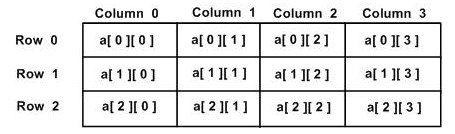 Column 0 Column 1 Column 2 Column 3
Row 0 a[ 0 ][ 0 ] a[ 0 ][ 1 ] a[ 0 ][ 2 ] a[ 0 ][ 3 ]
Row 1 a[ 1 ][ 0 ] a[ 1 ][ 1 ] a[ 1 ][ 2 ] a[ 1 ][ 3 ]
Row 2 a[ 2 ][ 0 ] a[ 2 ][ 1 ] a[ 2 ][ 2 ] a[ 2 ][ 3 ]